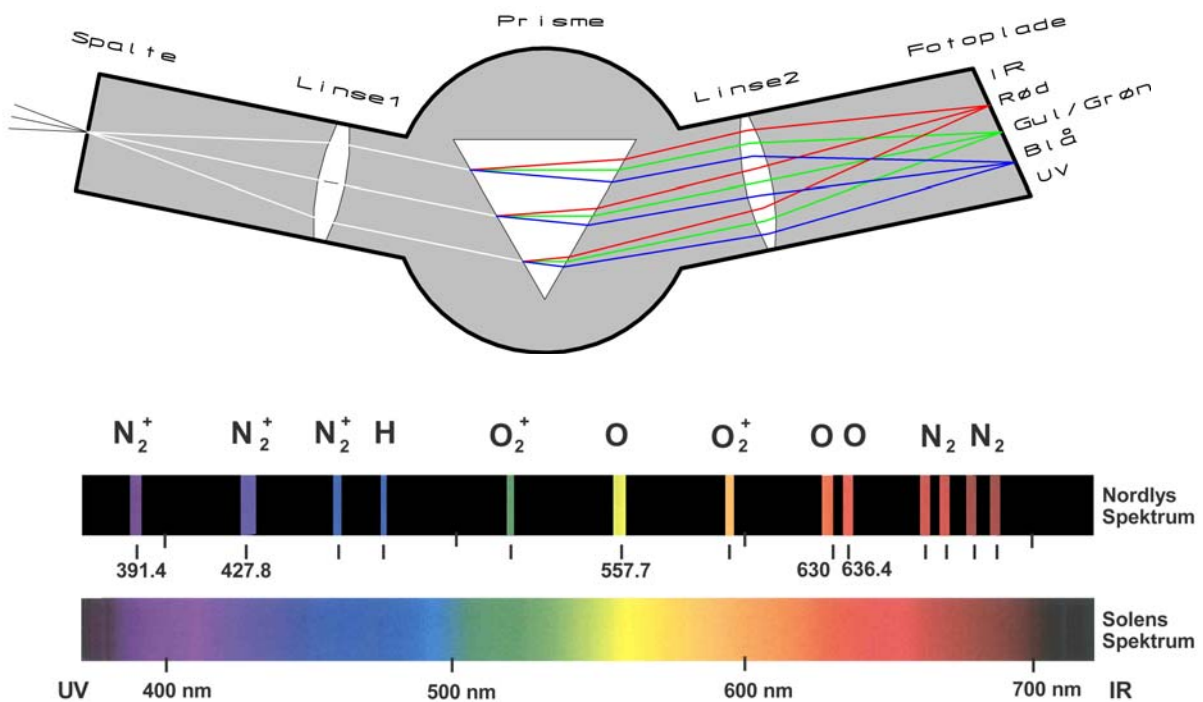 Prisme
Spalte
Linse1
Linse2
Fotoplade
IR
Rød
Gul/Grøn
Blå
UV
N₂⁺ N₂⁺ N₂⁺ H O₂⁺ O O₂⁺ O O N₂ N₂
Nordlys
Spektrum
391.4 427.8 557.7 630 636.4
Solens
Spektrum
UV 400 nm 500 nm 600 nm 700 nm IR